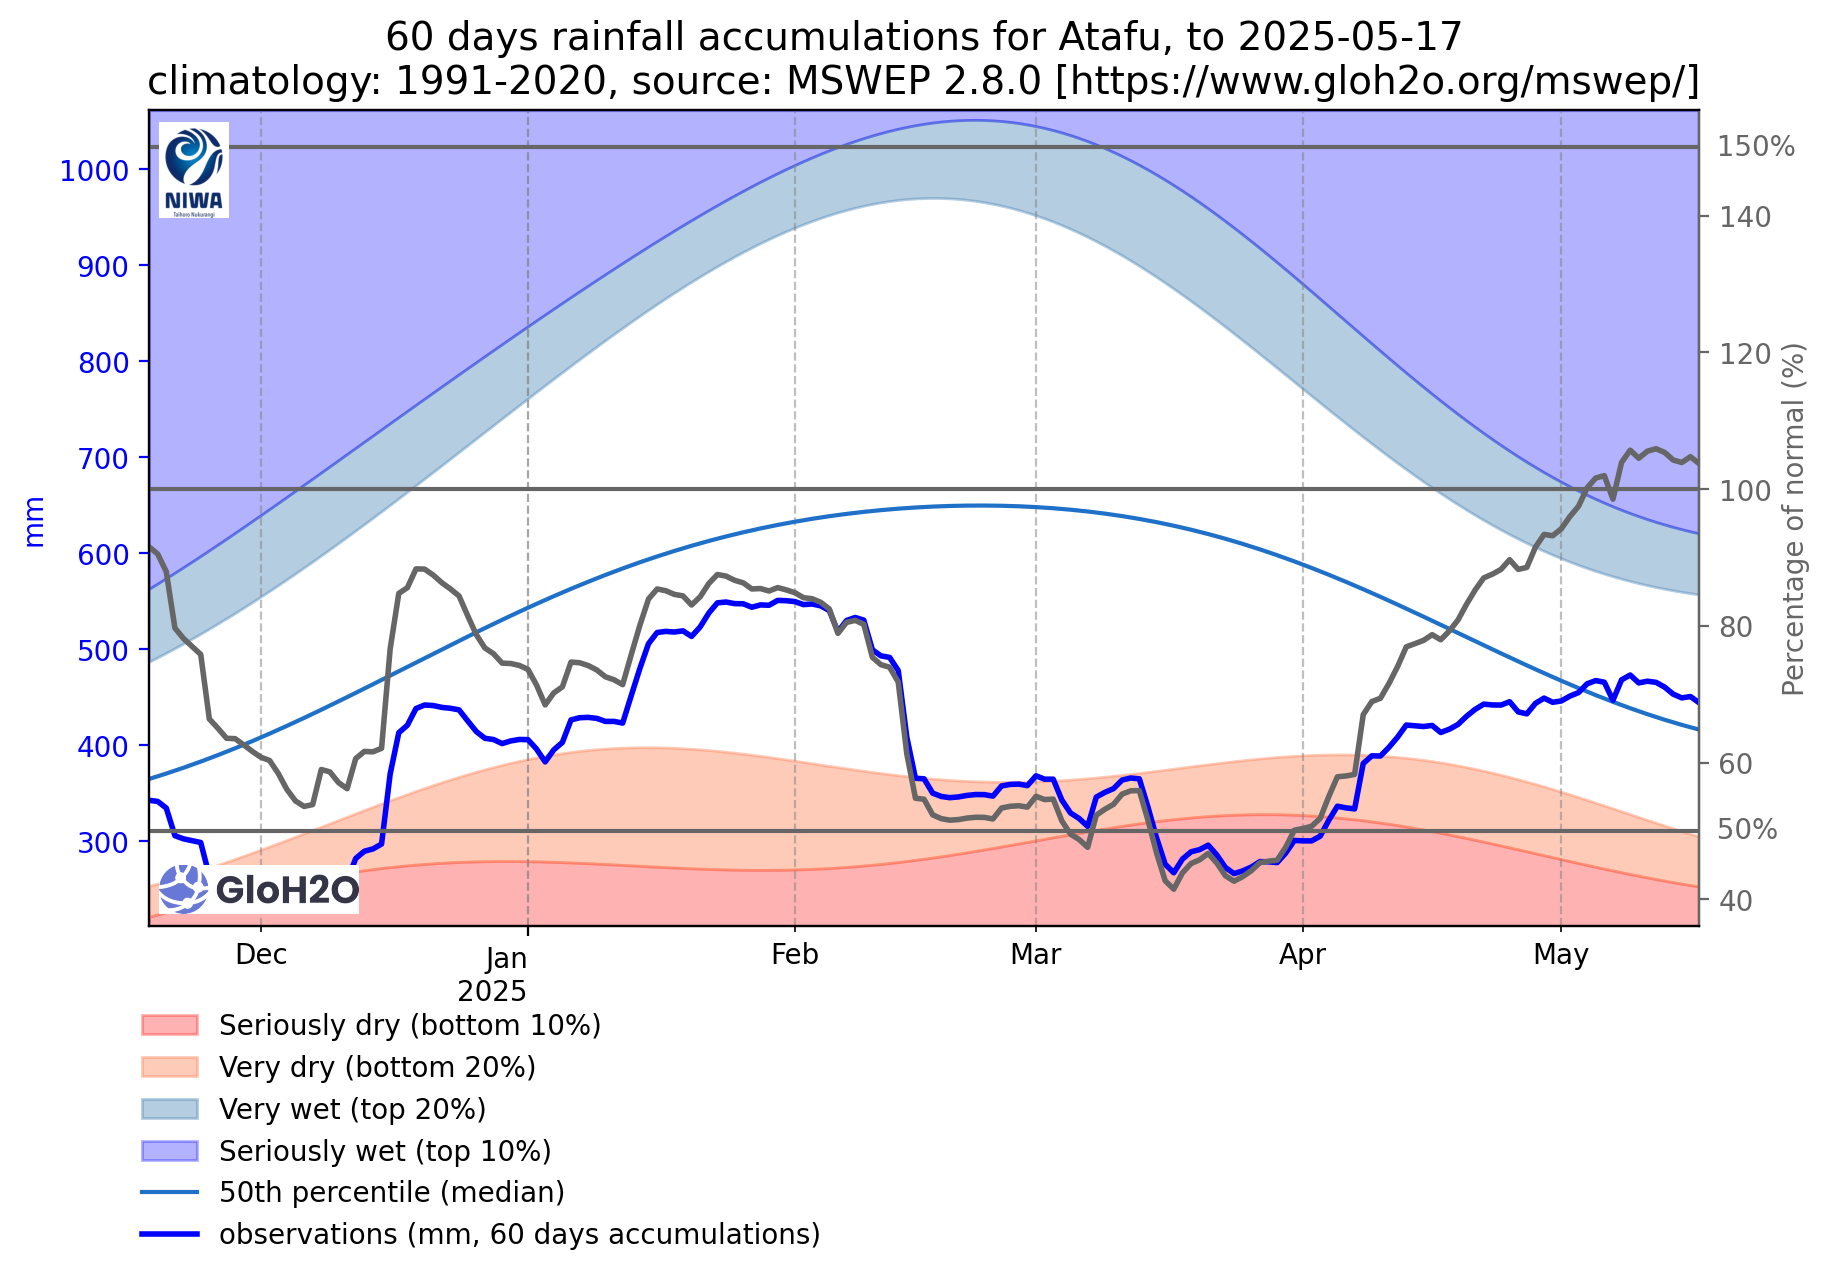 60 days rainfall accumulations for Atafu, to 2025-05-17
climatology: 1991-2020, source: MSWEP 2.8.0 [https://www.gloh2o.org/mswep/]
NIWA
Taihoro Nukurangi
1000
900
800
700
600
500
400
300
mm
150%
140
120
100
80
60
50%
40
Percentage of normal (%)
GloH2O
Dec
Jan
2025
Feb
Mar
Apr
May
Seriously dry (bottom 10%)
Very dry (bottom 20%)
Very wet (top 20%)
Seriously wet (top 10%)
50th percentile (median)
observations (mm, 60 days accumulations)